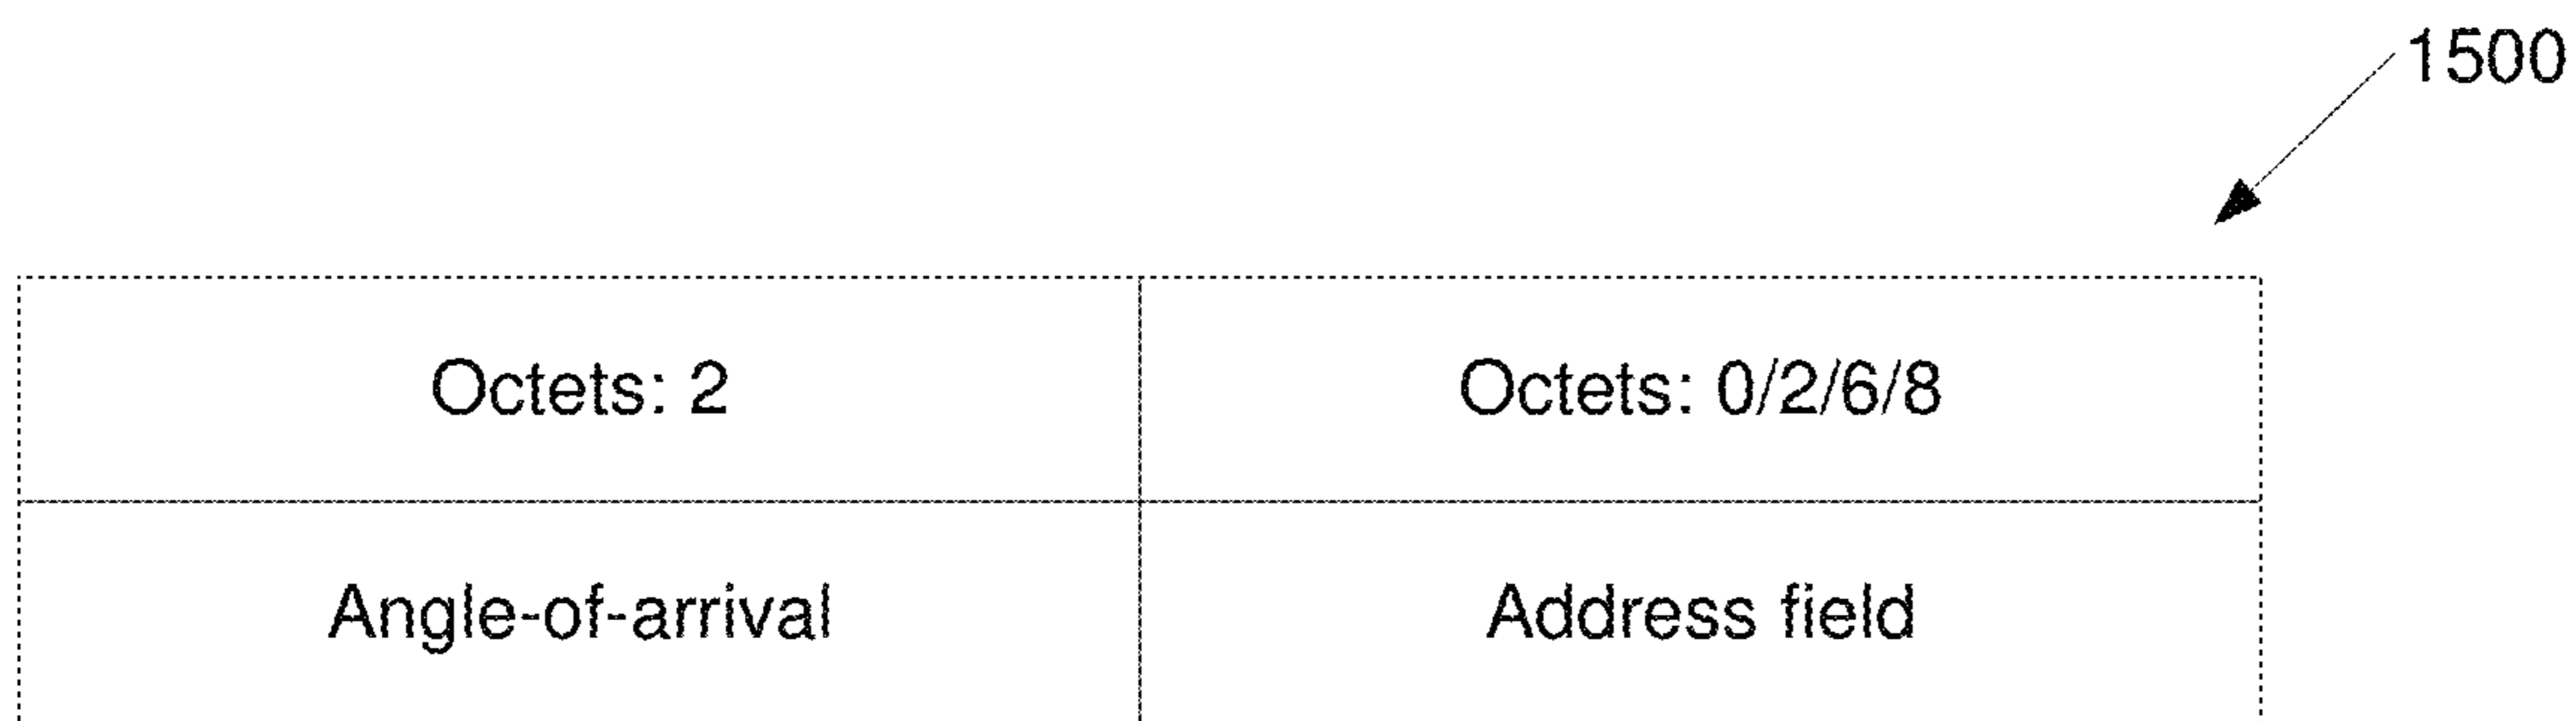 1500
Octets: 2 Octets: 0/2/6/8
Angle-of-arrival Address field